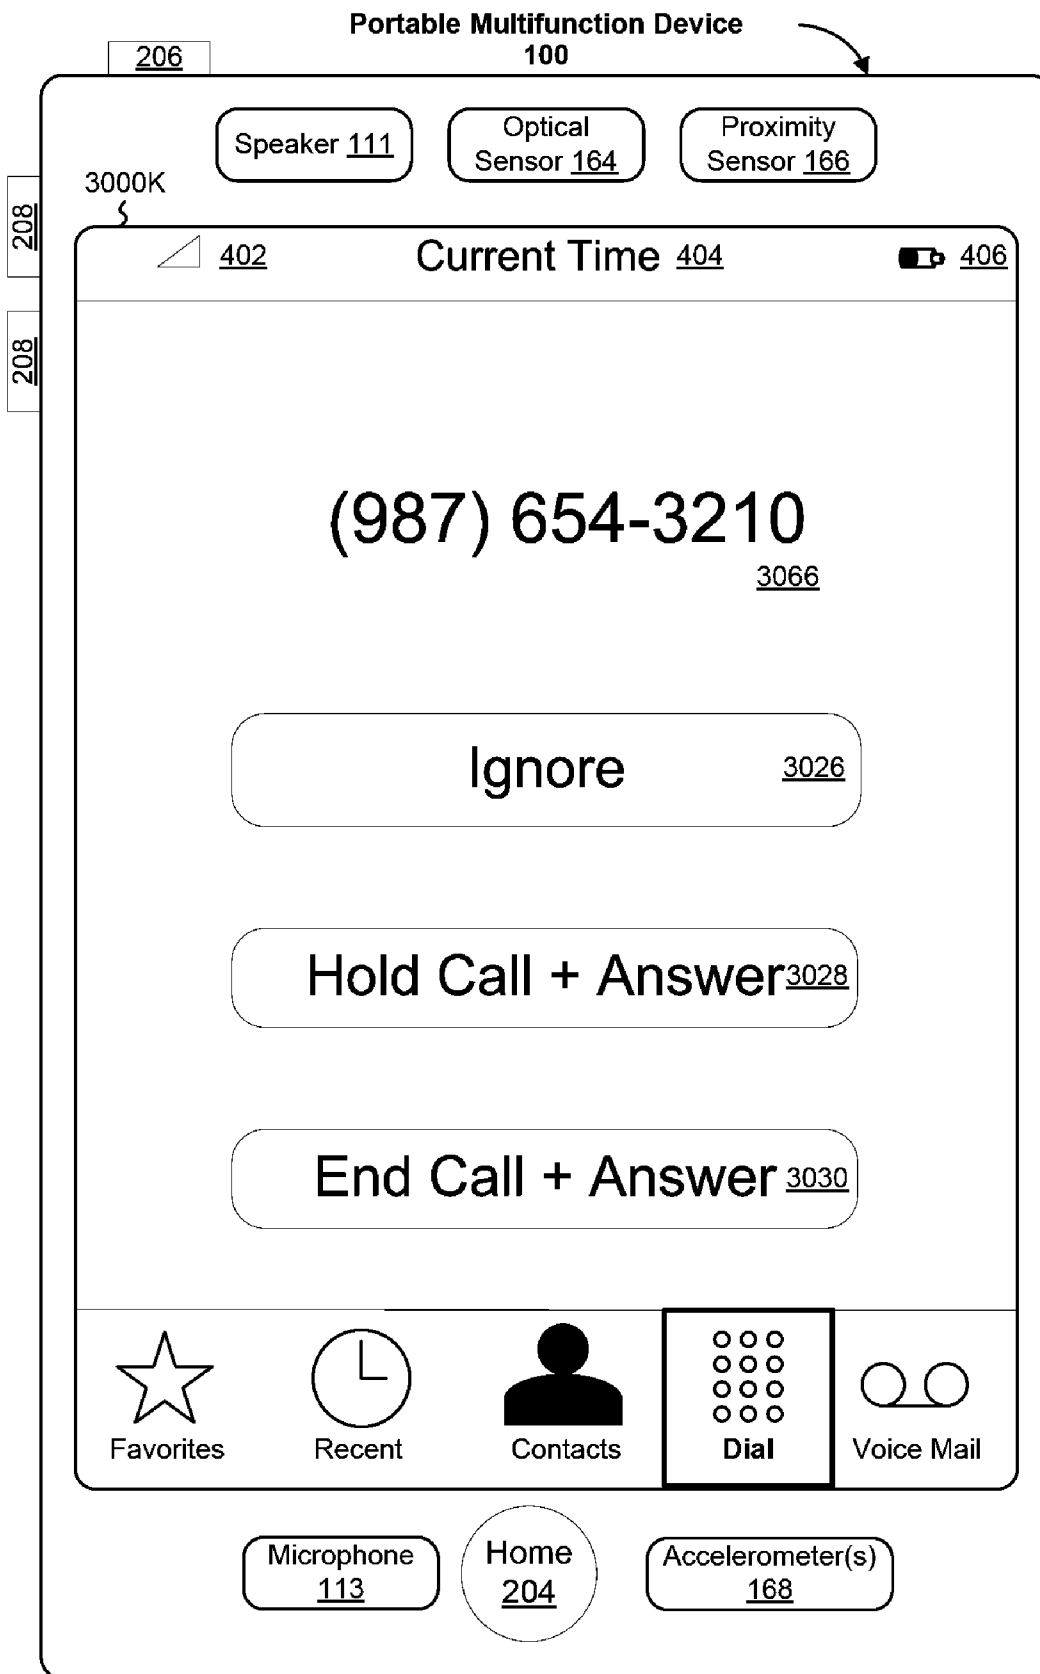 Portable Multifunction Device
100
206
Speaker 111
Optical
Sensor 164
Proximity
Sensor 166
3000K
208
208
402
Current Time 404
406
(987) 654-3210
3066
Ignore 3026
Hold Call + Answer 3028
End Call + Answer 3030
Favorites
Recent
Contacts
Dial
Voice Mail
Microphone
113
Home
204
Accelerometer(s)
168